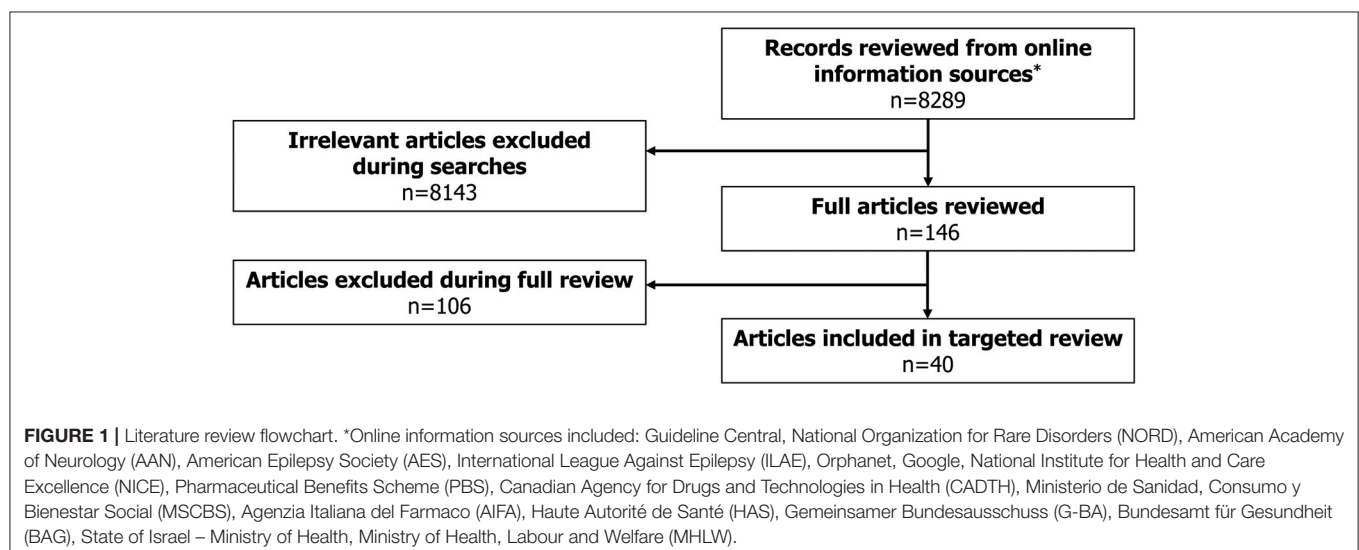 Records reviewed from online
information sources*
n=8289
Irrelevant articles excluded
during searches
n=8143
Full articles reviewed
n=146
Articles excluded during full review
n=106
Articles included in targeted review
n=40
FIGURE 1 | Literature review flowchart. *Online information sources included: Guideline Central, National Organization for Rare Disorders (NORD), American Academy
of Neurology (AAN), American Epilepsy Society (AES), International League Against Epilepsy (ILAE), Orphanet, Google, National Institute for Health and Care
Excellence (NICE), Pharmaceutical Benefits Scheme (PBS), Canadian Agency for Drugs and Technologies in Health (CADTH), Ministerio de Sanidad, Consumo y
Bienestar Social (MSCBS), Agenzia Italiana del Farmaco (AIFA), Haute Autorité de Santé (HAS), Gemeinsamer Bundesausschuss (G-BA), Bundesamt für Gesundheit
(BAG), State of Israel – Ministry of Health, Ministry of Health, Labour and Welfare (MHLW).